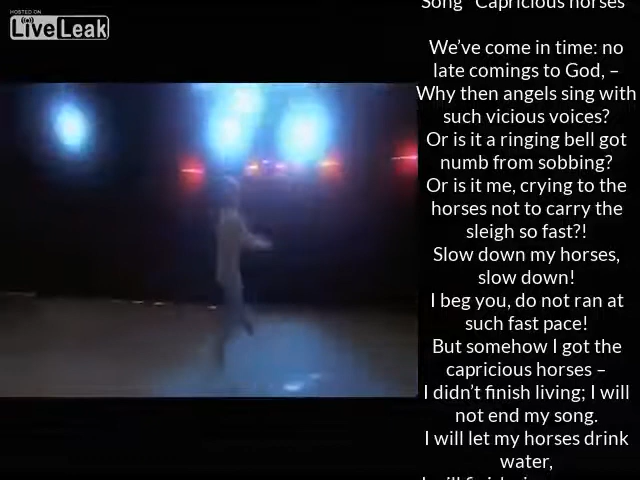 HOSTED ON
LiveLeak
Song "Capricious horses"
We've come in time: no
late comings to God, –
Why then angels sing with
such vicious voices?
Or is it a ringing bell got
numb from sobbing?
Or is it me, crying to the
horses not to carry the
sleigh so fast?!
Slow down my horses,
slow down!
I beg you, do not ran at
such fast pace!
But somehow I got the
capricious horses –
I didn't finish living; I will
not end my song.
I will let my horses drink
water,